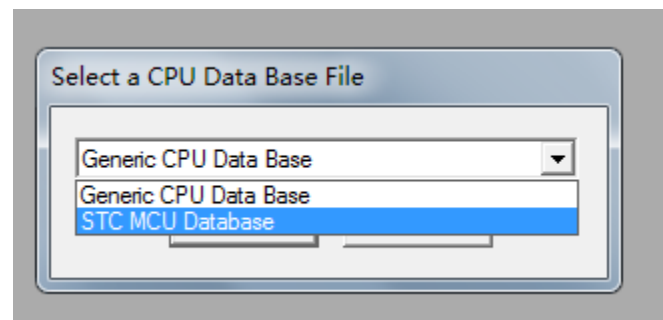 Select a CPU Data Base File
Generic CPU Data Base
Generic CPU Data Base
STC MCU Database